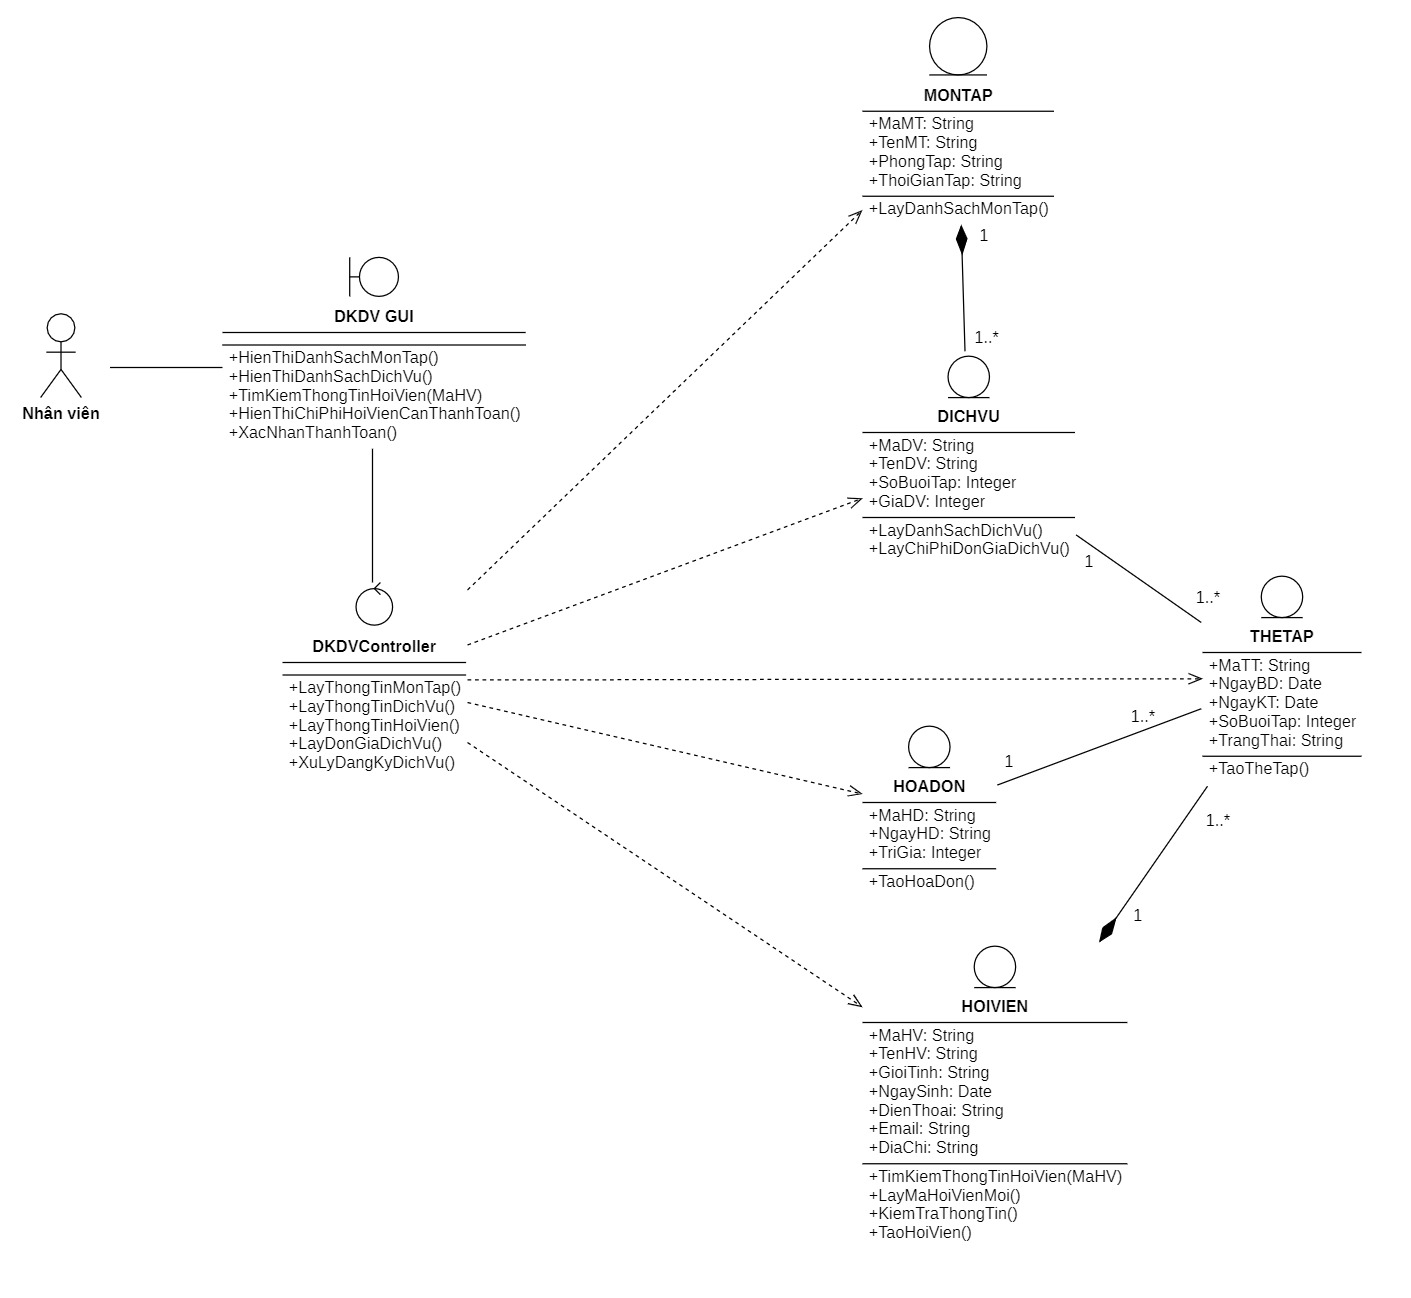 MONTAP
+MaMT: String
+TenMT: String
+PhongTap: String
+ThoiGianTap: String
+LayDanhSachMonTap()
1
1..*
DKDV GUI
+HienThiDanhSachMonTap()
+HienThiDanhSachDichVu()
+TimKiemThongTinHoiVien(MaHV)
+HienThiChiPhiHoiVienCanThanhToan()
+XacNhanThanhToan()
Nhân viên
DICHVU
+MaDV: String
+TenDV: String
+SoBuoiTap: Integer
+GiaDV: Integer
+LayDanhSachDichVu()
+LayChiPhiDonGiaDichVu()
1
1..*
DKDVController
+LayThongTinMonTap()
+LayThongTinDichVu()
+LayThongTinHoiVien()
+LayDonGiaDichVu()
+XuLyDangKyDichVu()
THETAP
+MaTT: String
+NgayBD: Date
+NgayKT: Date
+SoBuoiTap: Integer
+TrangThai: String
+TaoTheTap()
1..*
1
HOADON
+MaHD: String
+NgayHD: String
+TriGia: Integer
+TaoHoaDon()
1..*
1
HOIVIEN
+MaHV: String
+TenHV: String
+GioiTinh: String
+NgaySinh: Date
+DienThoai: String
+Email: String
+DiaChi: String
+TimKiemThongTinHoiVien(MaHV)
+LayMaHoiVienMoi()
+KiemTraThongTin()
+TaoHoiVien()